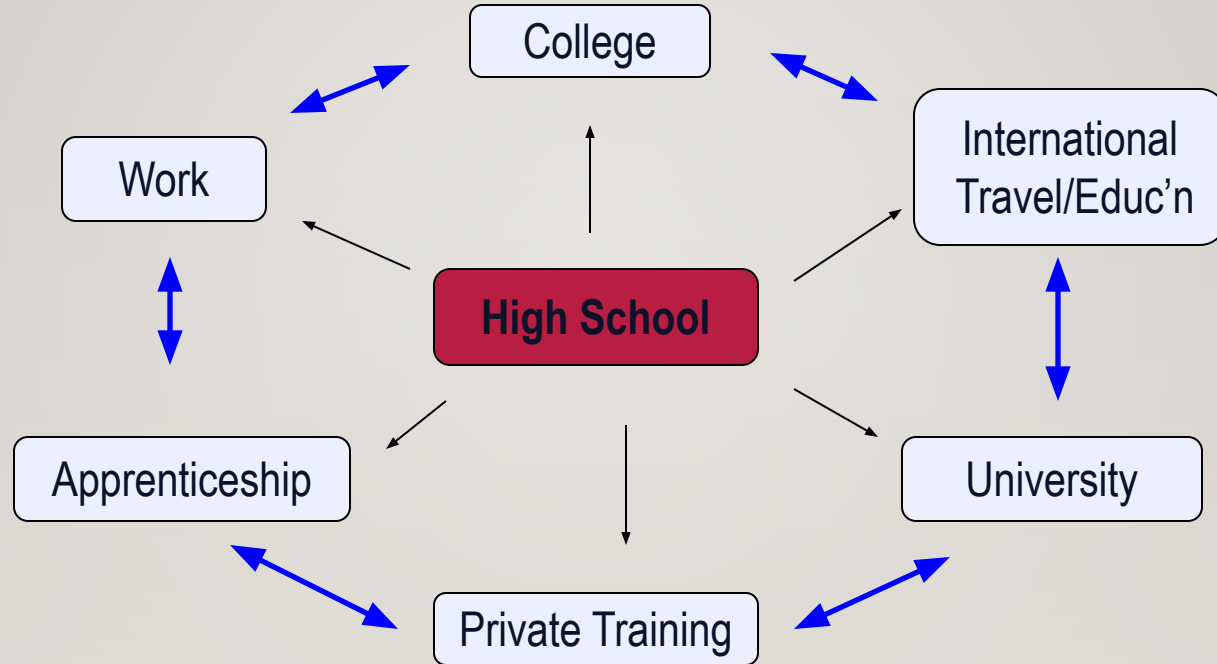 College
International
Travel/Educ’n
Work
High School
Apprenticeship
University
Private Training